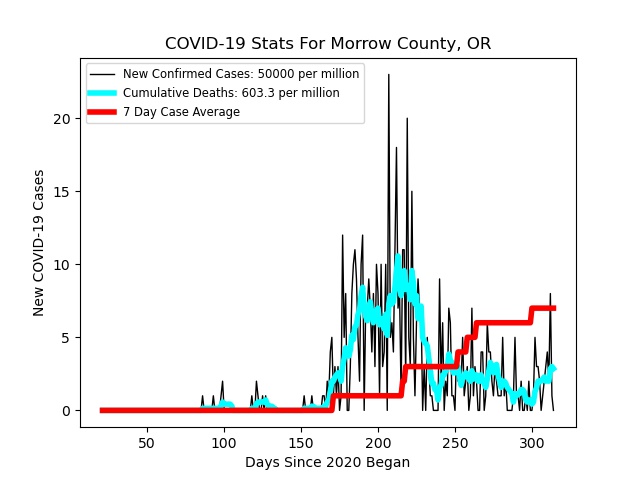 COVID-19 Stats For Morrow County, OR
New Confirmed Cases: 50000 per million
Cumulative Deaths: 603.3 per million
7 Day Case Average
New COVID-19 Cases
20
15
10
5
0
50 100 150 200 250 300
Days Since 2020 Began